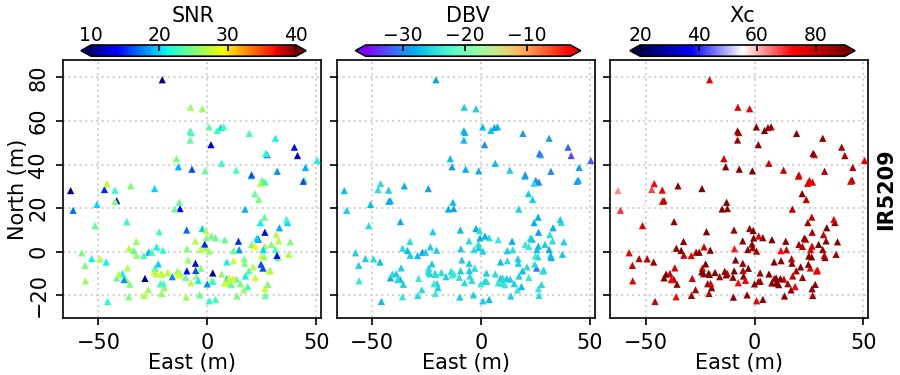 SNR DBV Xc
10 20 30 40 −30 −20 −10 20 40 60 80
80
60
40
20
0
−20
North (m)
IR5209
−50 0 50 −50 0 50 −50 0 50
East (m) East (m) East (m)